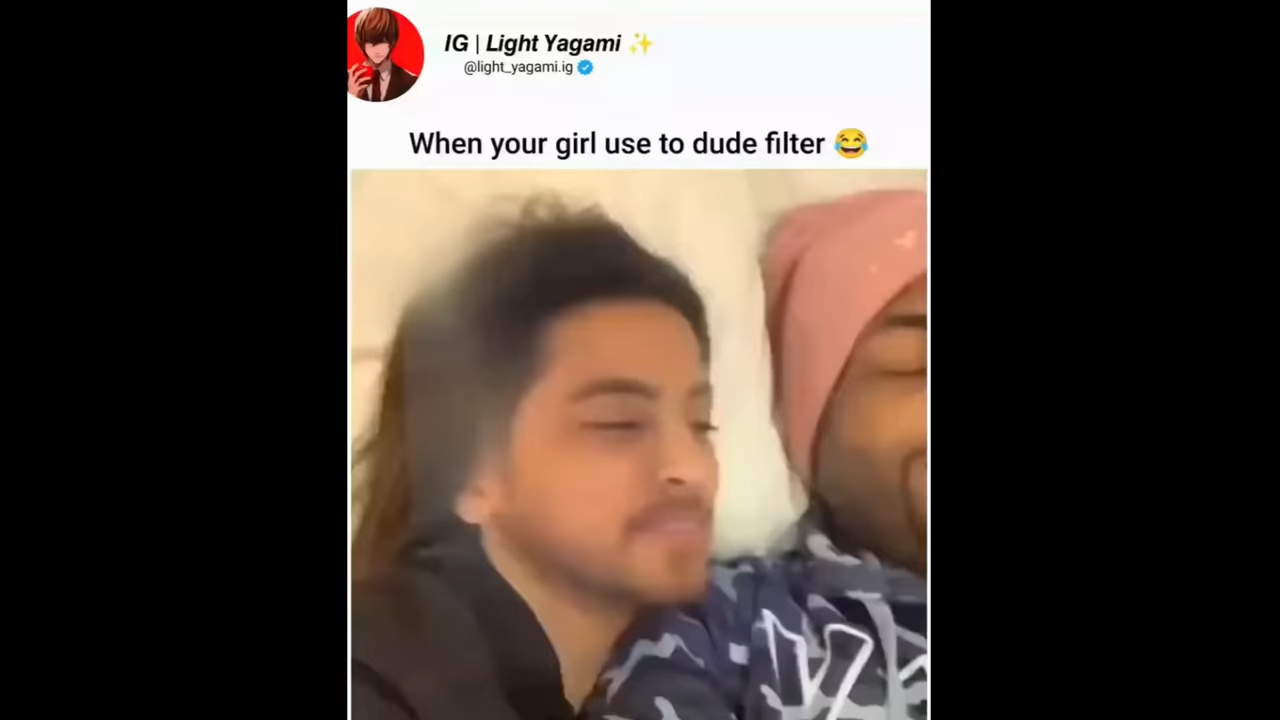 IG | Light Yagami ✨
@light_yagami.ig
When your girl use to dude filter 😂